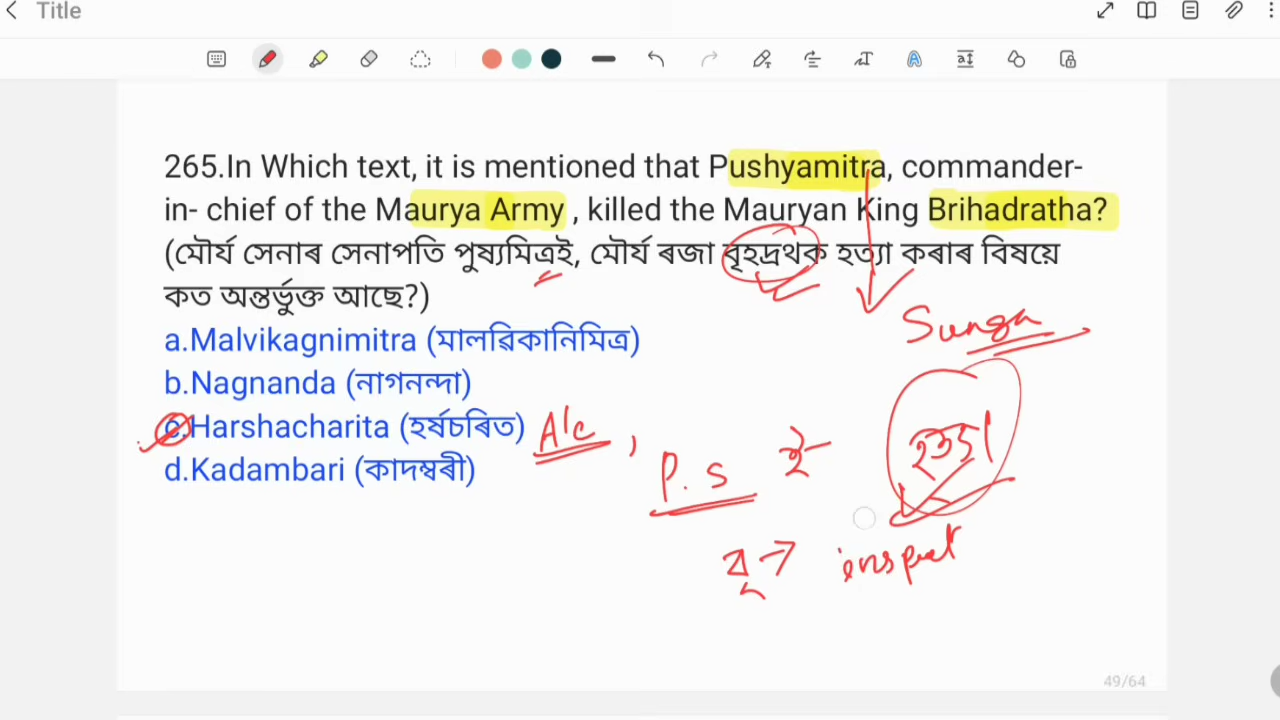 Title
265.In Which text, it is mentioned that Pushyamitra, commander-
in- chief of the Maurya Army , killed the Mauryan King Brihadratha?
(মৌৰ্য সেনাৰ সেনাপতি পুষ্যমিত্ৰই, মৌৰ্য ৰজা বৃহদ্ৰথক হত্যা কৰাৰ বিষয়ে
কত অন্তৰ্ভুক্ত আছে?)
Sunga
a.Malvikagnimitra (মালৱিকানিমিত্ৰ)
b.Nagnanda (নাগনন্দা)
c.Harshacharita (হৰ্ষচৰিত) A/c ,
d.Kadambari (কাদম্বৰী) P. S
inspect
49/64